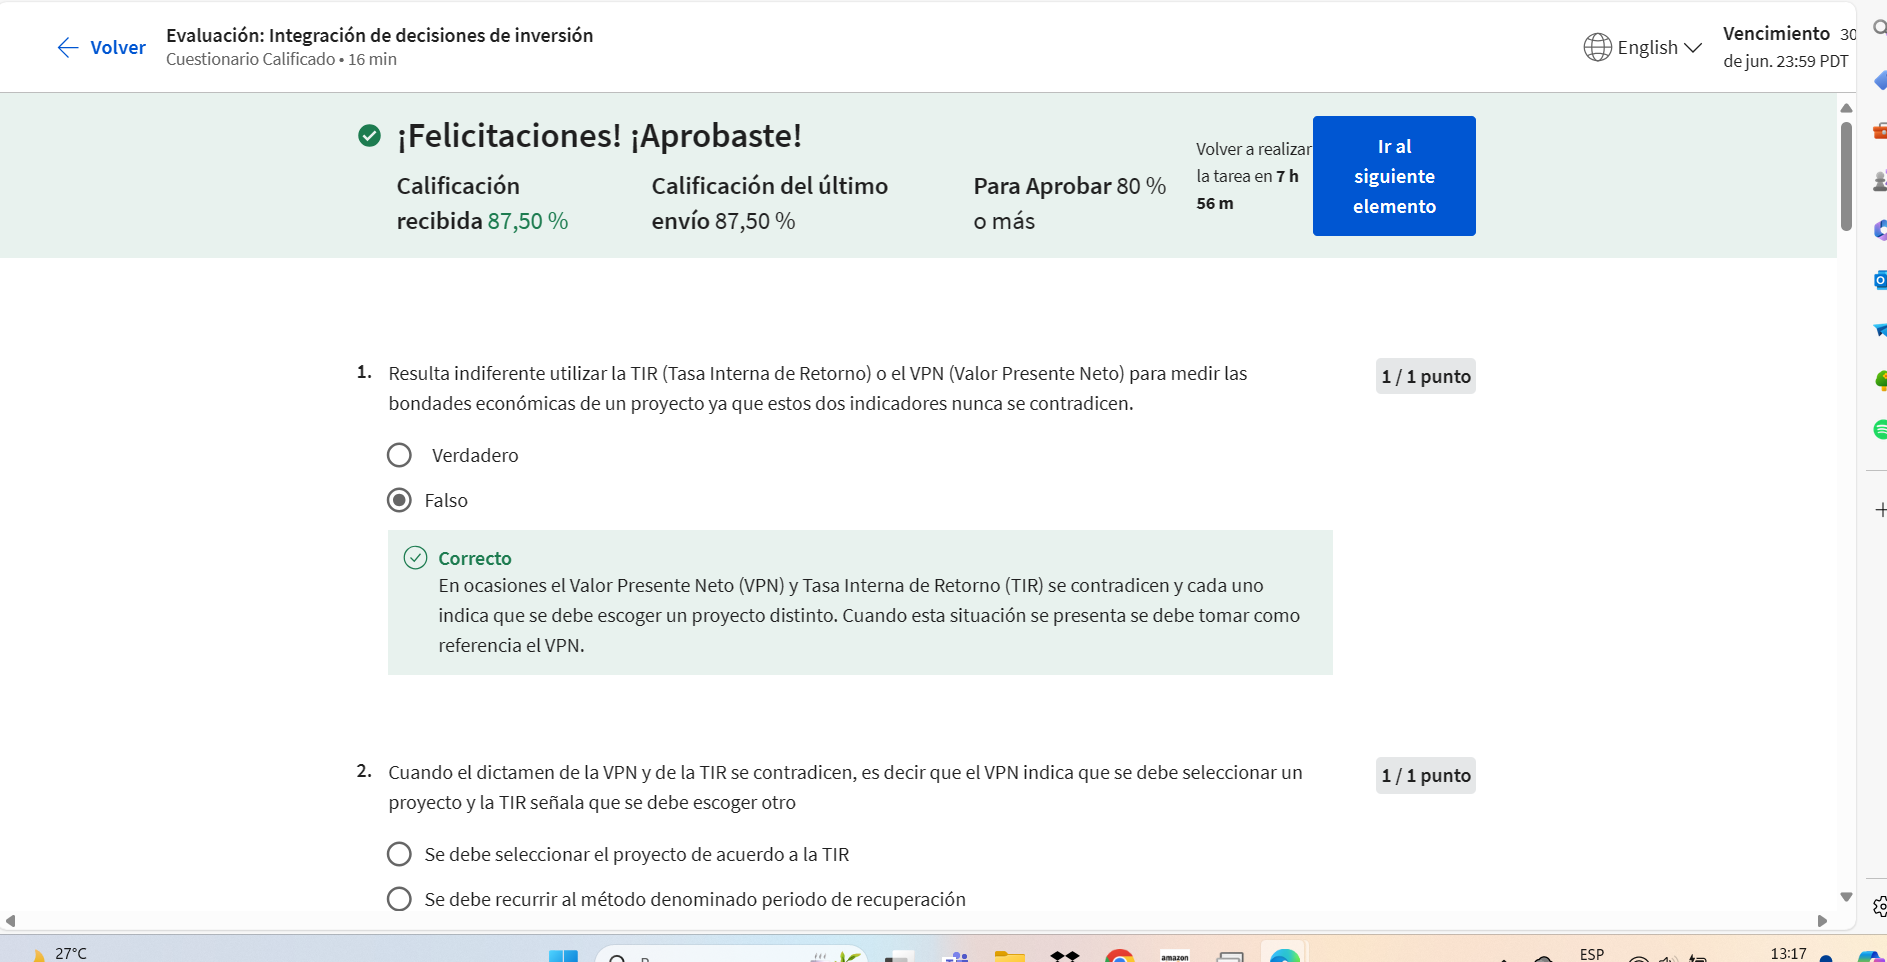 Volver
Evaluación: Integración de decisiones de inversión
Cuestionario Calificado • 16 min
English
Vencimiento 30
de jun. 23:59 PDT
¡Felicitaciones! ¡Aprobaste!
Calificación
recibida 87,50 %
Calificación del último
envío 87,50 %
Para Aprobar 80 %
o más
Volver a realizar
la tarea en 7 h
56 m
Ir al
siguiente
elemento
1. Resulta indiferente utilizar la TIR (Tasa Interna de Retorno) o el VPN (Valor Presente Neto) para medir las
bondades económicas de un proyecto ya que estos dos indicadores nunca se contradicen.
1 / 1 punto
Verdadero
Falso
Correcto
En ocasiones el Valor Presente Neto (VPN) y Tasa Interna de Retorno (TIR) se contradicen y cada uno
indica que se debe escoger un proyecto distinto. Cuando esta situación se presenta se debe tomar como
referencia el VPN.
2. Cuando el dictamen de la VPN y de la TIR se contradicen, es decir que el VPN indica que se debe seleccionar un
proyecto y la TIR señala que se debe escoger otro
1 / 1 punto
Se debe seleccionar el proyecto de acuerdo a la TIR
Se debe recurrir al método denominado periodo de recuperación
27°C
amazon
ESP
13:17